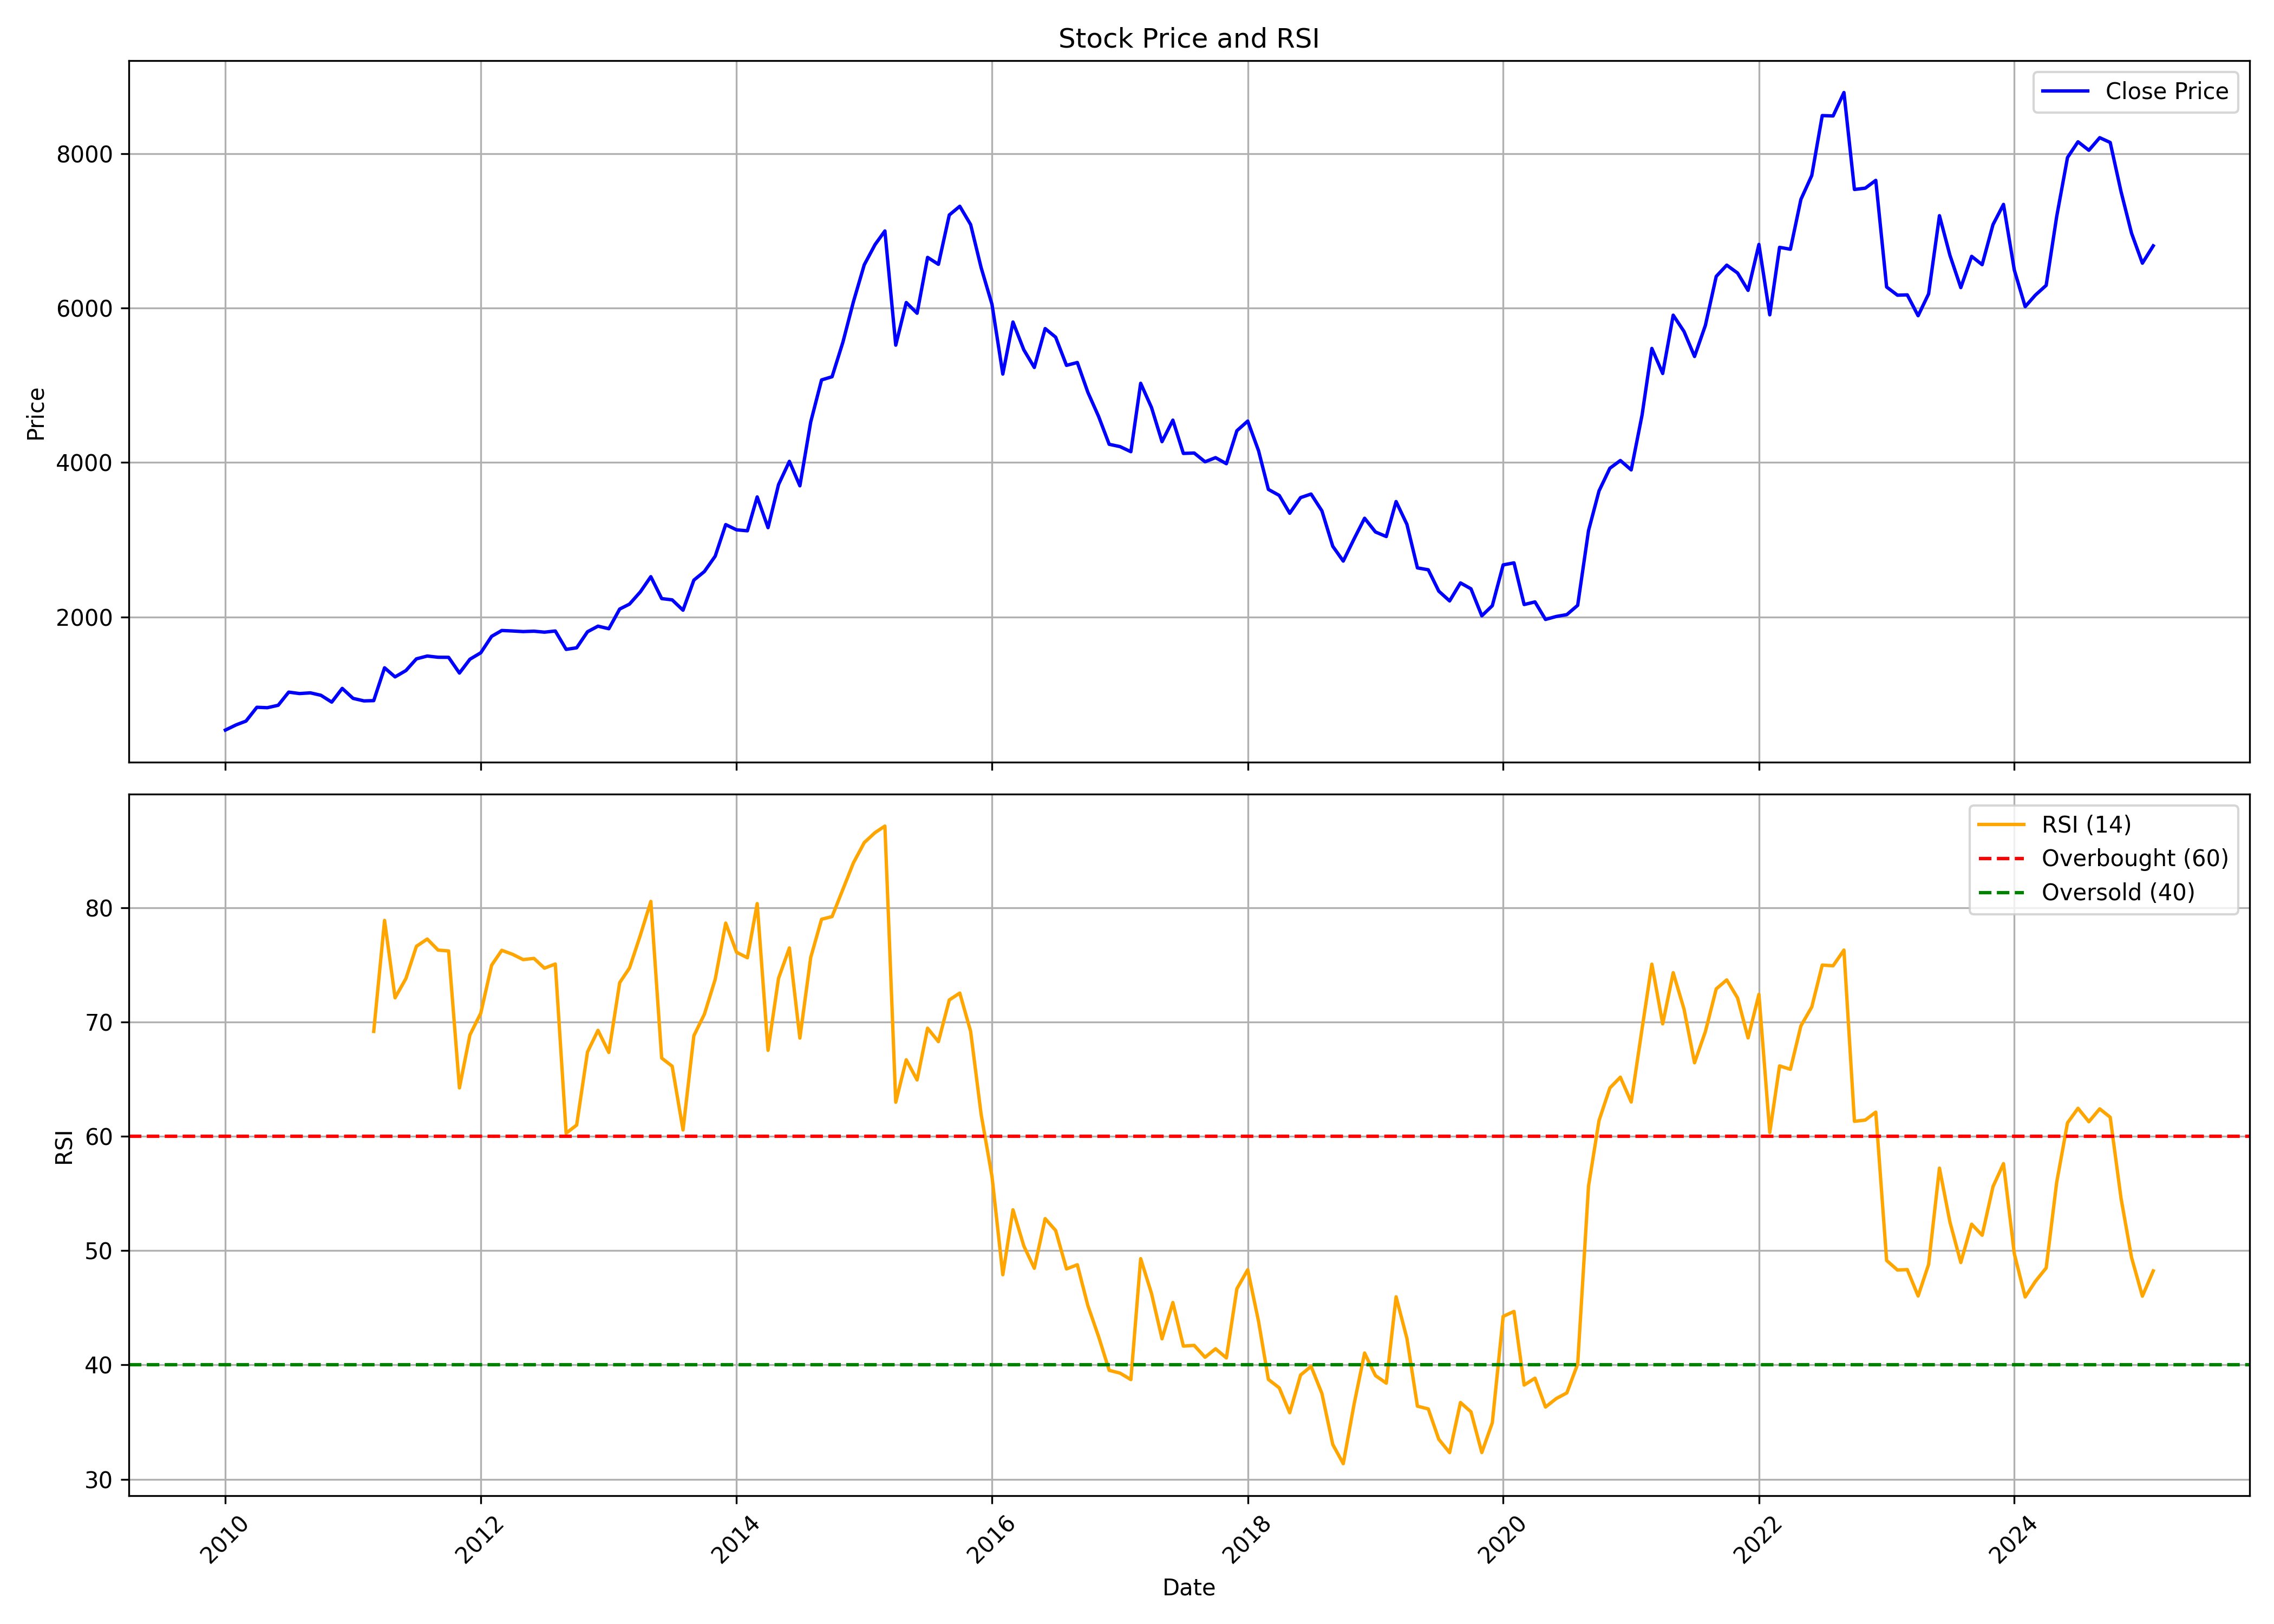 Stock Price and RSI
Close Price
8000
6000
4000
2000
Price
RSI (14)
Overbought (60)
Oversold (40)
80
70
60
50
40
30
RSI
2010
2012
2014
2016
2018
2020
2022
2024
Date